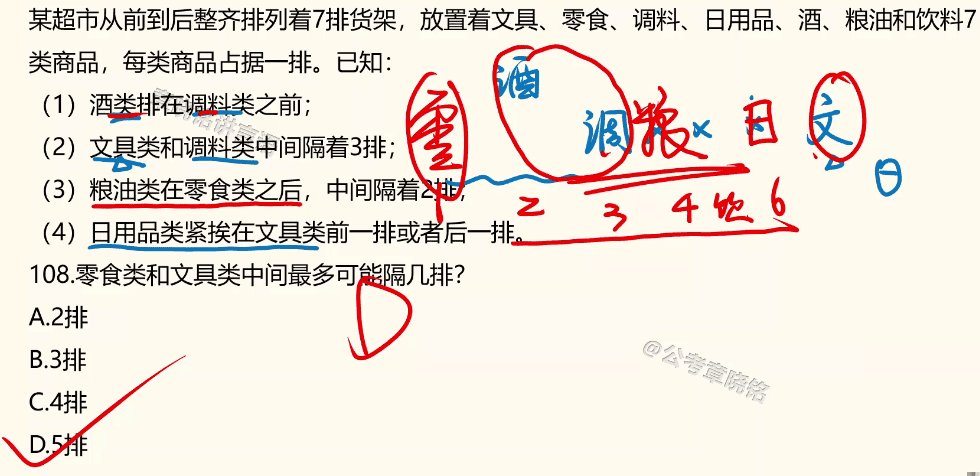 某超市从前到后整齐排列着7排货架，放置着文具、零食、调料、日用品、酒、粮油和饮料7
类商品，每类商品占据一排。已知：
（1）酒类排在调料类之前；
（2）文具类和调料类中间隔着3排；
（3）粮油类在零食类之后，中间隔着2排；
（4）日用品类紧挨在文具类前一排或者后一排。
酒
零 调 粮 × 日 文
日
1 2 3 4 饮 6
108.零食类和文具类中间最多可能隔几排？
A.2排
B.3排
C.4排
D.5排
@公考章晓铭